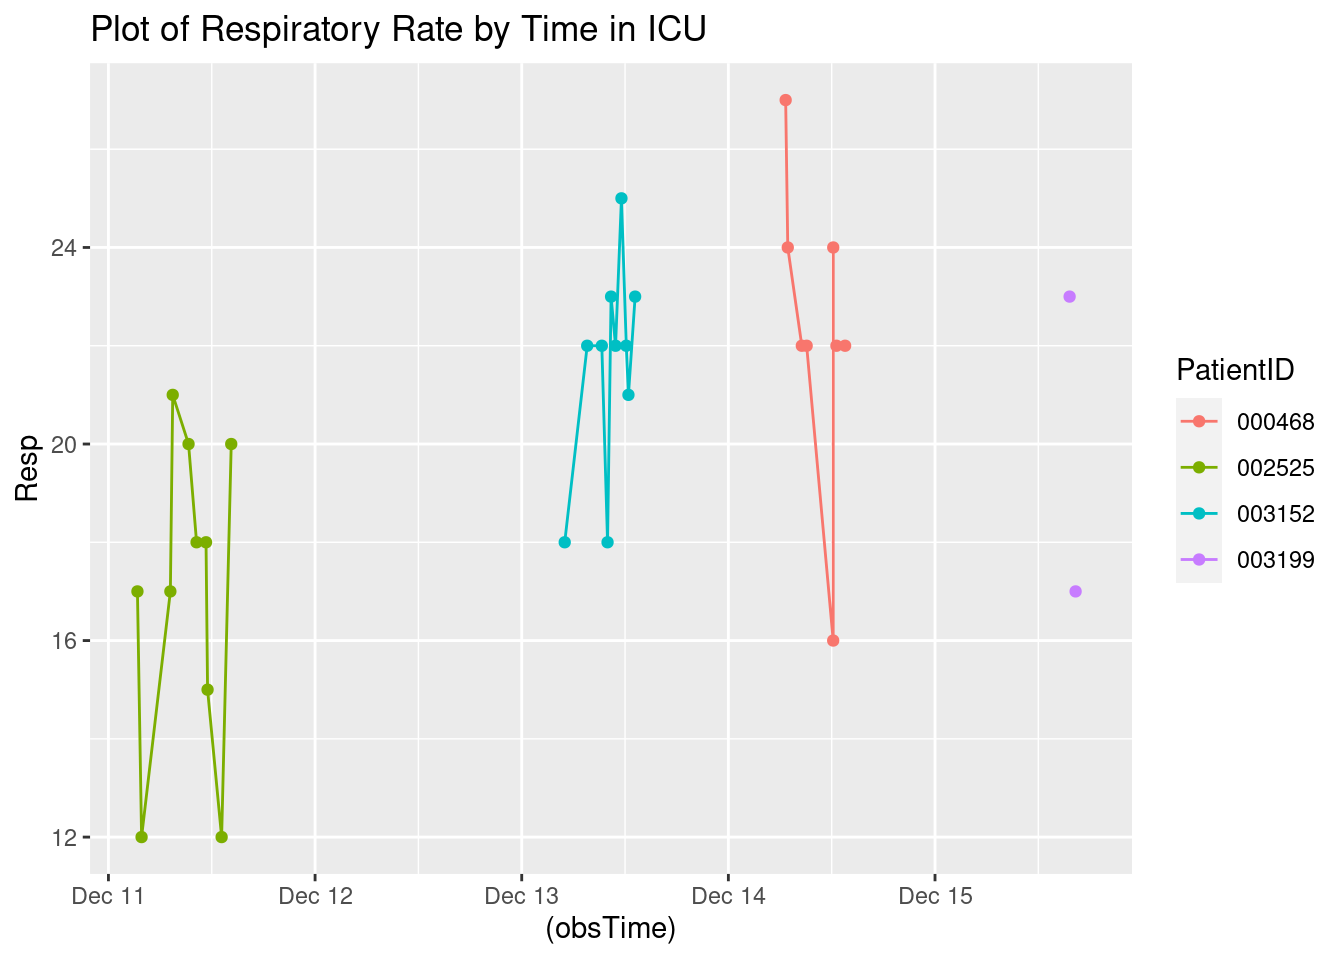 Plot of Respiratory Rate by Time in ICU
Resp
24
20
16
12
Dec 11 Dec 12 Dec 13 Dec 14 Dec 15
(obsTime)
PatientID
000468
002525
003152
003199